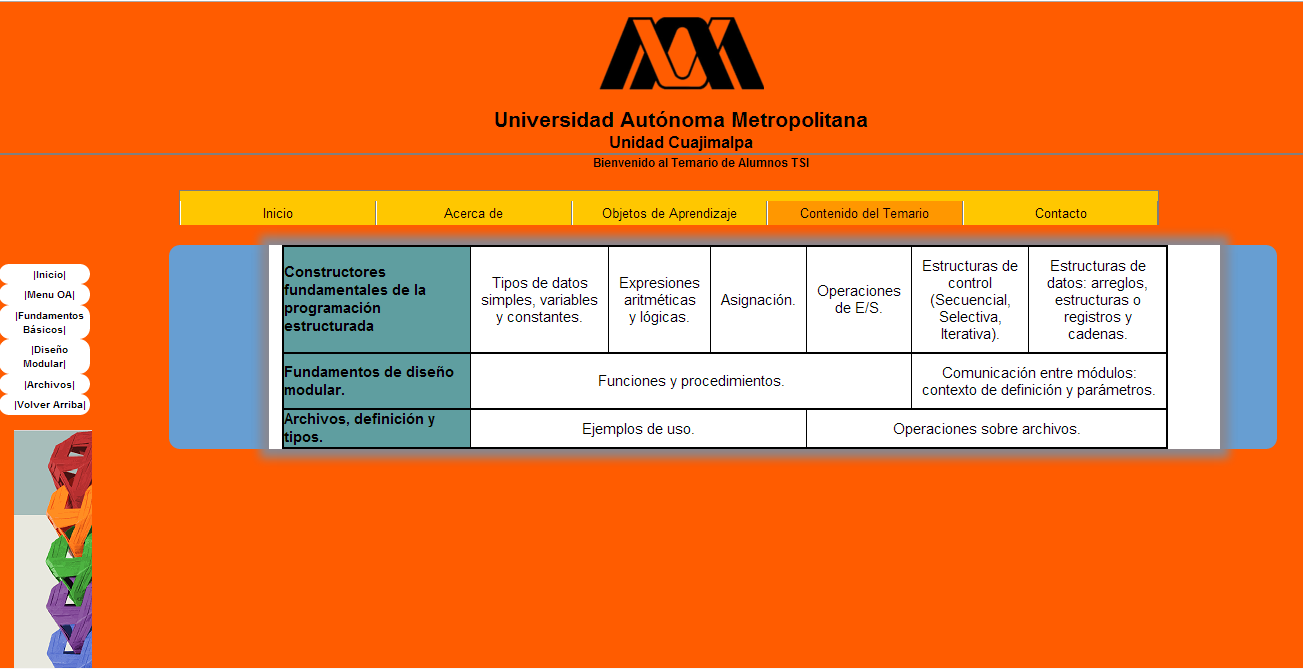 Universidad Autónoma Metropolitana
Unidad Cuajimalpa
Bienvenido al Temario de Alumnos TSI
Inicio
Acerca de
Objetos de Aprendizaje
Contenido del Temario
Contacto
|Inicio|
|Menu OA|
|Fundamentos
Básicos|
|Diseño
Modular|
|Archivos|
|Volver Arriba|
Constructores
fundamentales de la
programación
estructurada
Tipos de datos
simples, variables
y constantes.
Expresiones
aritméticas
y lógicas.
Asignación.
Operaciones
de E/S.
Estructuras de
control
(Secuencial,
Selectiva,
Iterativa).
Estructuras de
datos: arreglos,
estructuras o
registros y
cadenas.
Fundamentos de diseño
modular.
Funciones y procedimientos.
Comunicación entre módulos:
contexto de definición y parámetros.
Archivos, definición y
tipos.
Ejemplos de uso.
Operaciones sobre archivos.